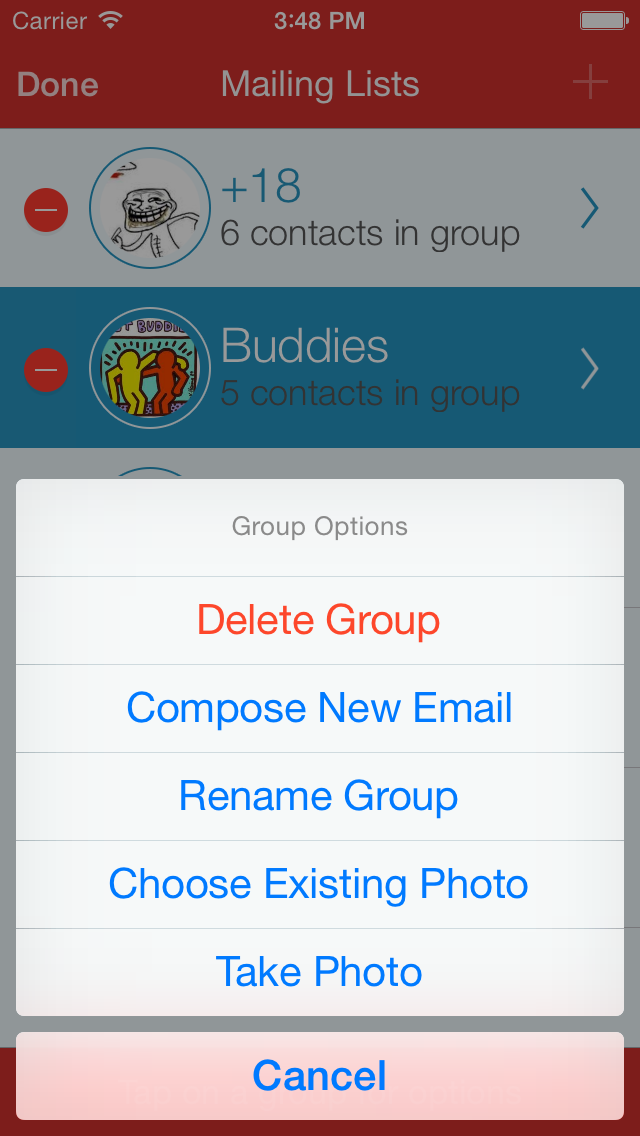 Carrier 3:48 PM
Done Mailing Lists
+18
6 contacts in group
Buddies
5 contacts in group
Group Options
Delete Group
Compose New Email
Rename Group
Choose Existing Photo
Take Photo
Cancel